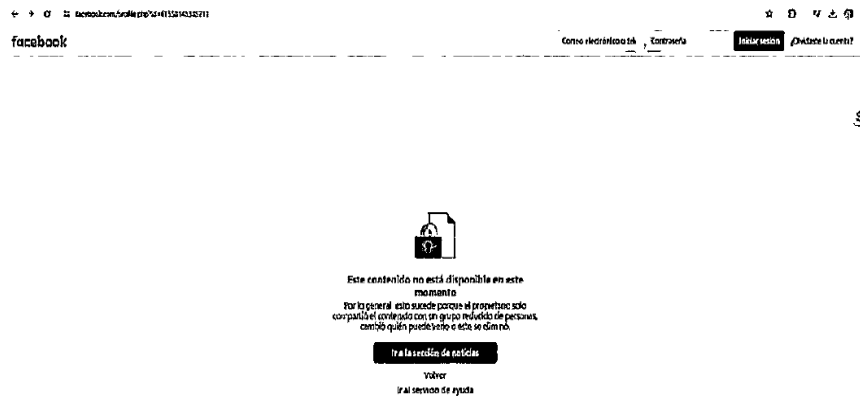 facebook
Correo electrónico o tel Contraseña Iniciar sesión ¿Olvidaste la cuenta?
Este contenido no está disponible en este
momento
Por lo general, esto sucede porque el propietario solo
compartió el contenido con un grupo reducido de personas,
cambió quién puede verlo o este se eliminó.
Ir a la sección de noticias
Volver
Ir al servicio de ayuda